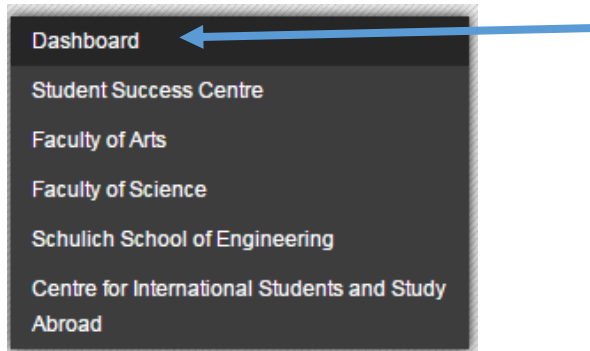 Dashboard
Student Success Centre
Faculty of Arts
Faculty of Science
Schulich School of Engineering
Centre for International Students and Study
Abroad